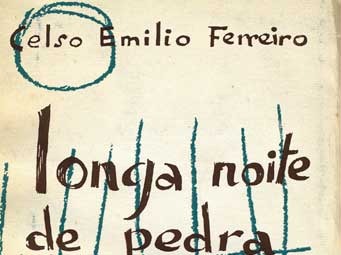 Celso Emilio Ferreiro
longa noite
de pedra